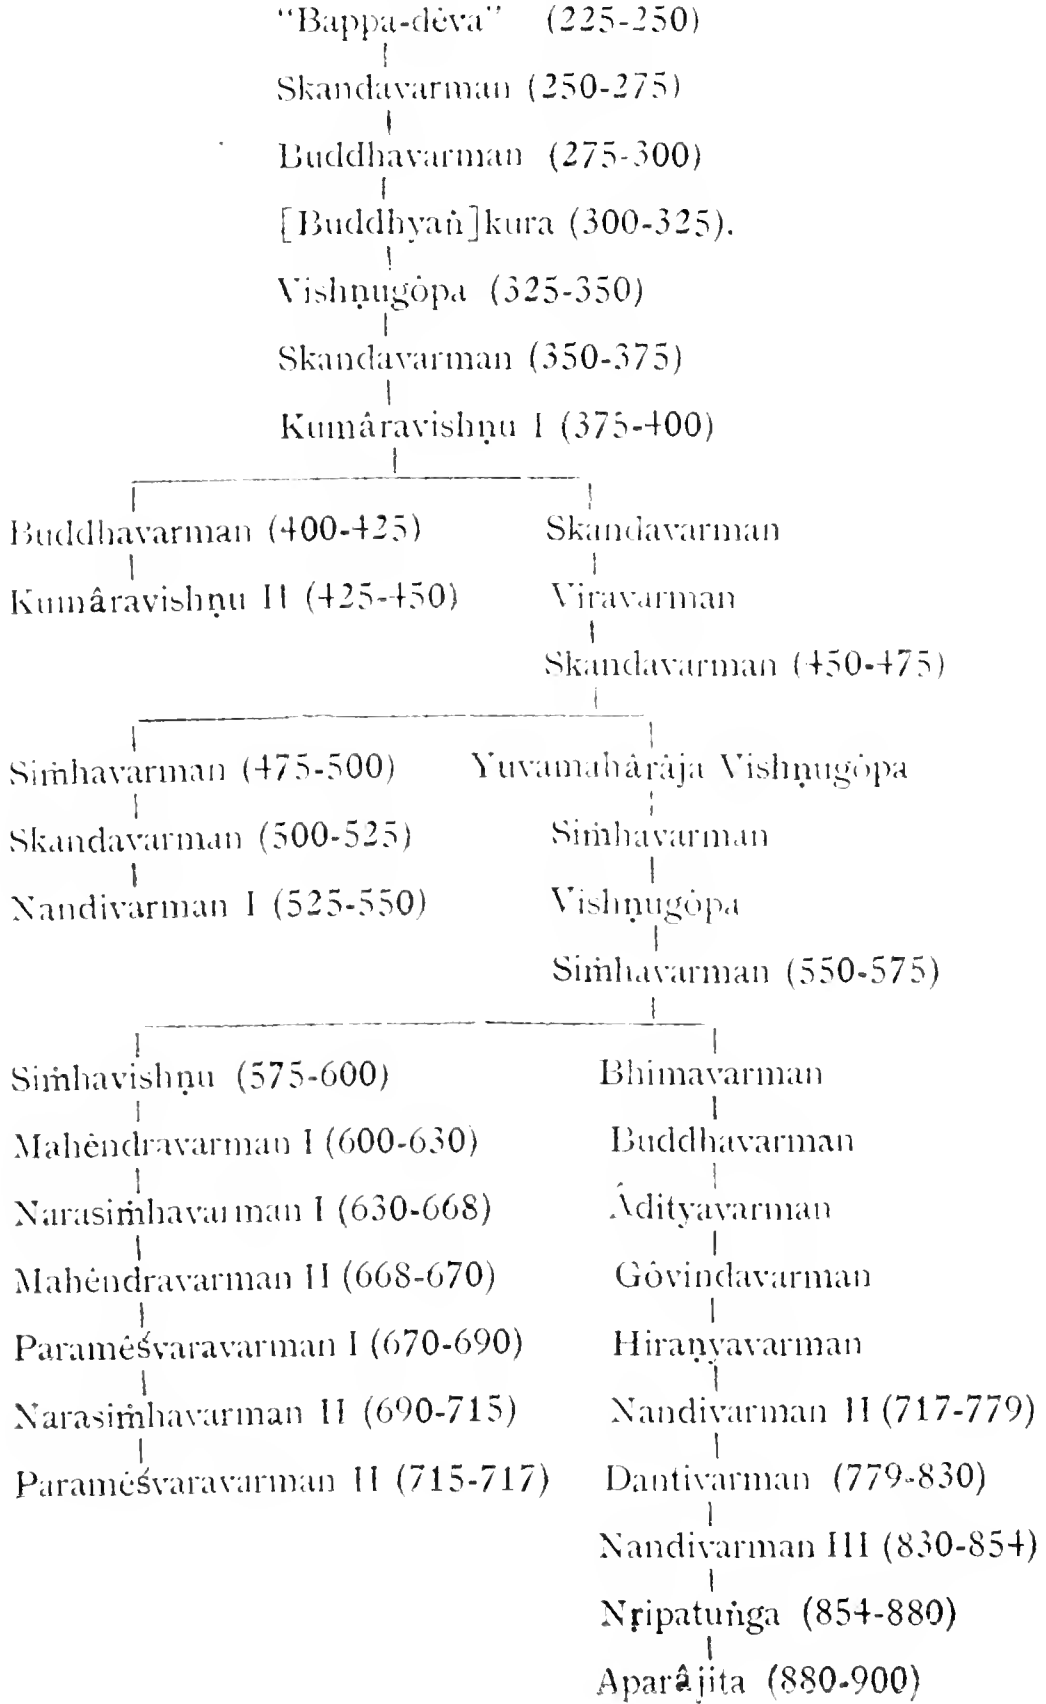 “Bappa-dêva” (225-250)
Skandavarman (250-275)
Buddhavarman (275-300)
[Buddhyaṅ]kura (300-325).
Vishṇugôpa (325-350)
Skandavarman (350-375)
Kumâravishṇu I (375-400)
Buddhavarman (400-425) Skandavarman
Kumâravishṇu II (425-450) Viravarman
Skandavarman (450-475)
Siṁhavarman (475-500) Yuvamahârâja Vishṇugôpa
Skandavarman (500-525) Siṁhavarman
Nandivarman I (525-550) Vishṇugôpa
Siṁhavarman (550-575)
Siṁhavishṇu (575-600) Bhimavarman
Mahêndravarman I (600-630) Buddhavarman
Narasiṁhavarman I (630-668) Âdityavarman
Mahêndravarman II (668-670) Gôvindavarman
Paramêśvaravarman I (670-690) Hiraṇyavarman
Narasiṁhavarman II (690-715) Nandivarman II (717-779)
Paramêśvaravarman II (715-717) Dantivarman (779-830)
Nandivarman III (830-854)
Nṛipatuṅga (854-880)
Aparâjita (880-900)